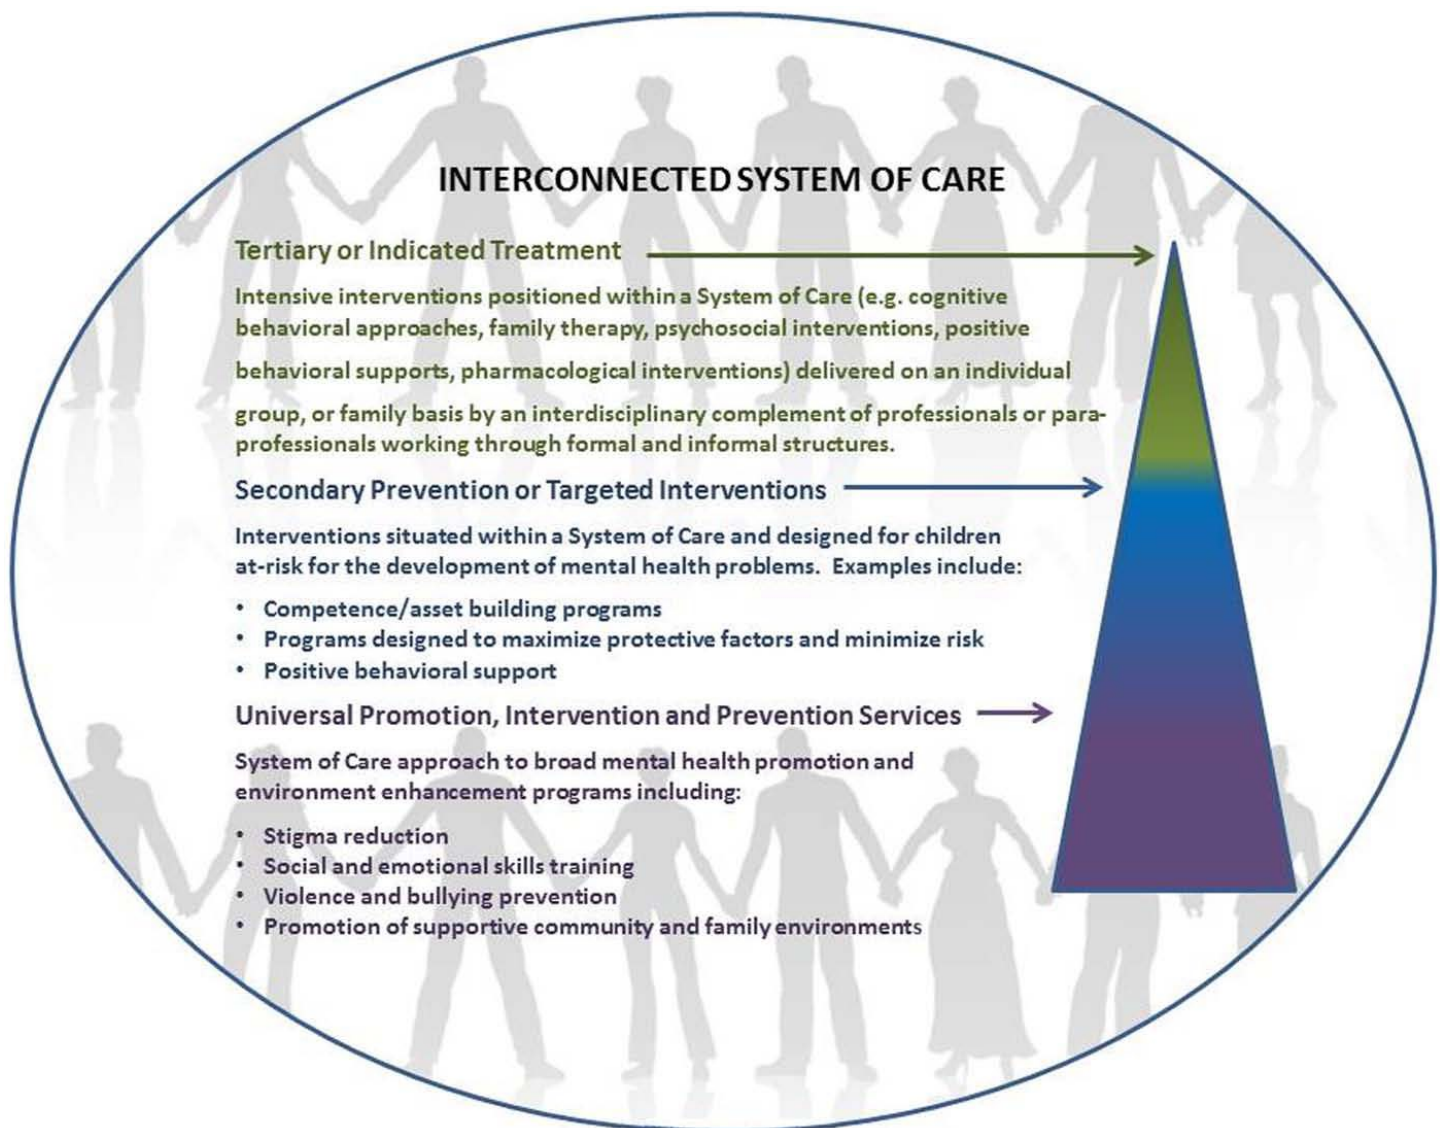 INTERCONNECTED SYSTEM OF CARE
Tertiary or Indicated Treatment
Intensive interventions positioned within a System of Care (e.g. cognitive
behavioral approaches, family therapy, psychosocial interventions, positive
behavioral supports, pharmacological interventions) delivered on an individual
group, or family basis by an interdisciplinary complement of professionals or para-
professionals working through formal and informal structures.
Secondary Prevention or Targeted Interventions
Interventions situated within a System of Care and designed for children
at-risk for the development of mental health problems.  Examples include:
• Competence/asset building programs
• Programs designed to maximize protective factors and minimize risk
• Positive behavioral support
Universal Promotion, Intervention and Prevention Services
System of Care approach to broad mental health promotion and
environment enhancement programs including:
• Stigma reduction
• Social and emotional skills training
• Violence and bullying prevention
• Promotion of supportive community and family environments